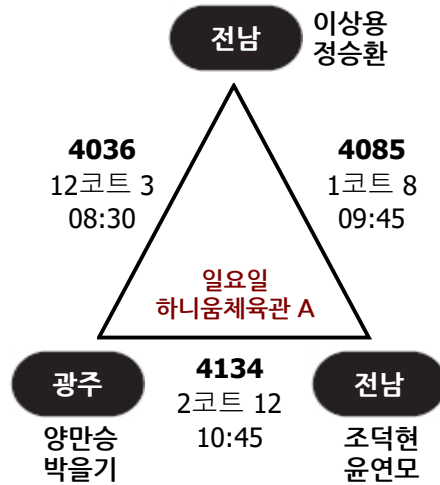 전남
이상용
정승환
4036
12코트 3
08:30
4085
1코트 8
09:45
일요일
하니움체육관 A
광주
양만승
박을기
4134
2코트 12
10:45
전남
조덕현
윤연모